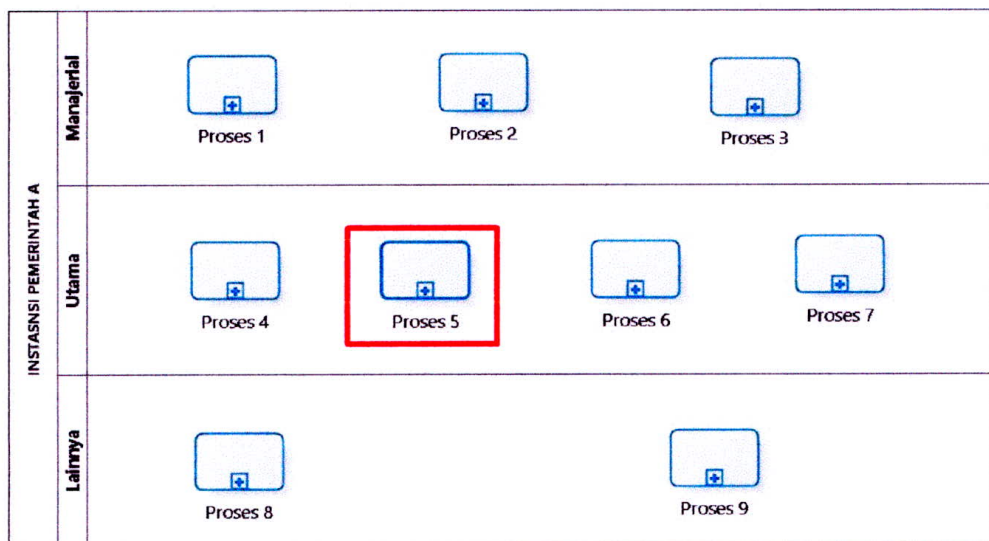 INSTASNSI PEMERINTAH A
Manajerial
Proses 1
Proses 2
Proses 3
Utama
Proses 4
Proses 5
Proses 6
Proses 7
Lainnya
Proses 8
Proses 9